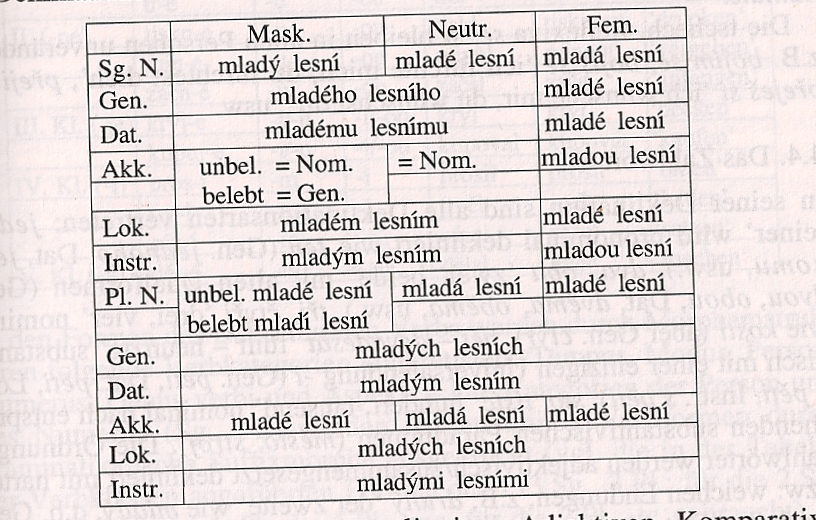 Mask. Neutr. Fem.
Sg. N. mladý lesní mladé lesní mladá lesní
Gen. mladého lesního mladé lesní
Dat. mladému lesnímu mladé lesní
Akk. unbel. = Nom. = Nom. mladou lesní
belebt = Gen.
Lok. mladém lesním mladé lesní
Instr. mladým lesním mladou lesní
Pl. N. unbel. mladé lesní mladá lesní mladé lesní
belebt mladí lesní
Gen. mladých lesních
Dat. mladým lesním
Akk. mladé lesní mladá lesní mladé lesní
Lok. mladých lesních
Instr. mladými lesními